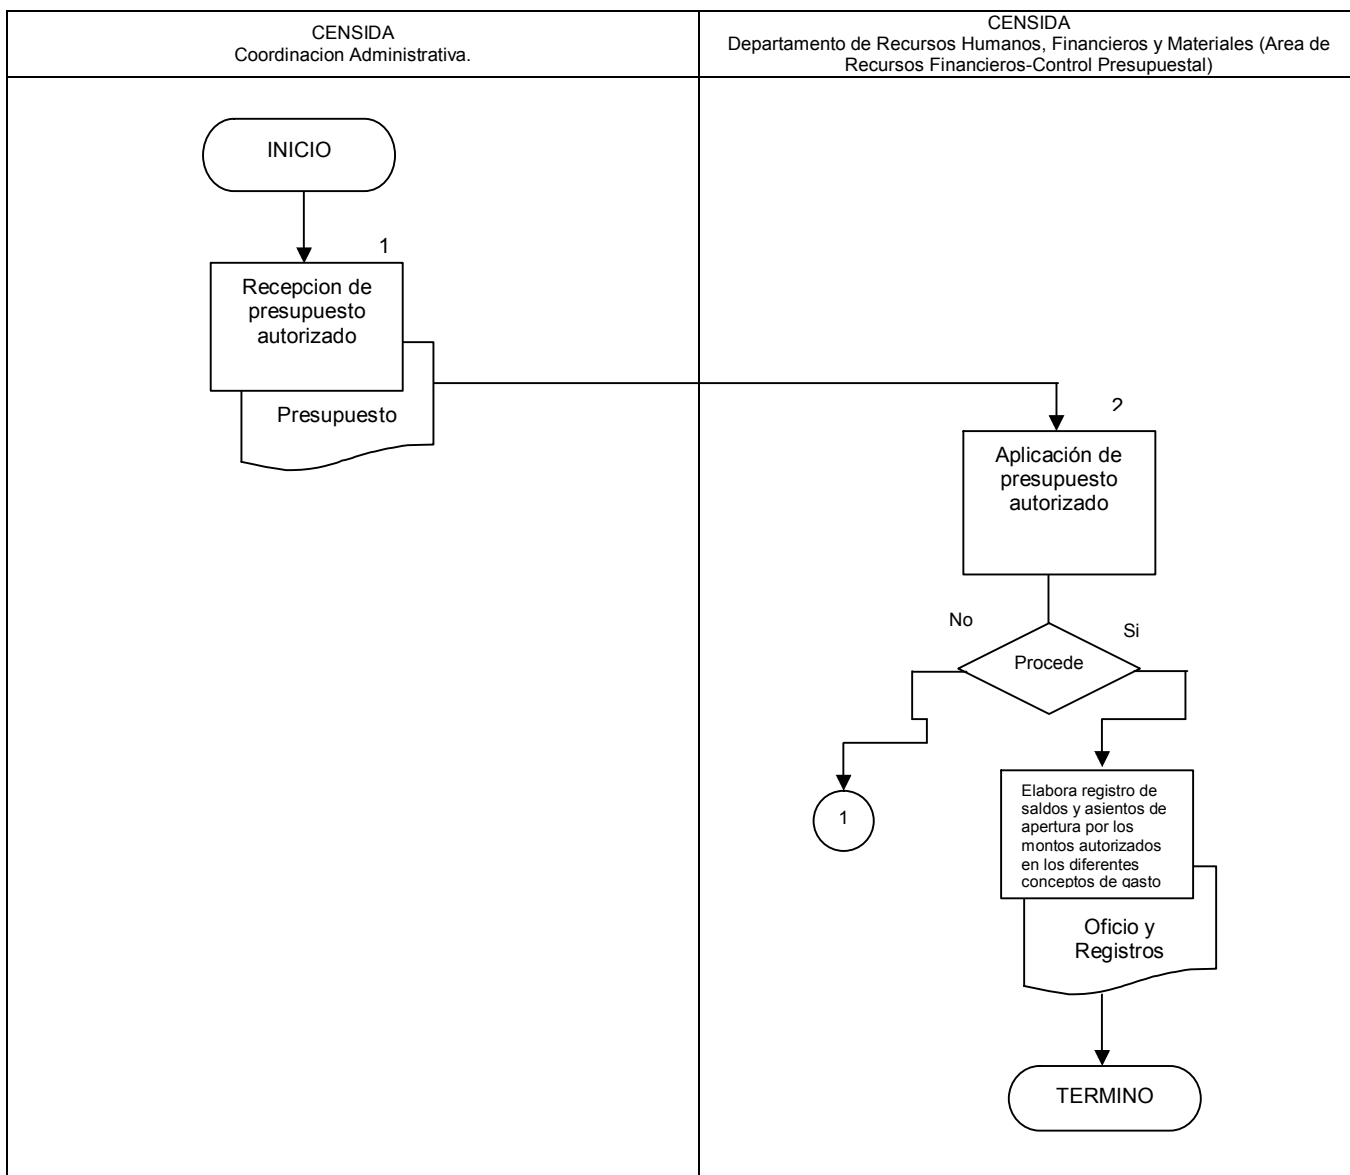 CENSIDA
Coordinacion Administrativa.
CENSIDA
Departamento de Recursos Humanos, Financieros y Materiales (Area de
Recursos Financieros-Control Presupuestal)
INICIO
1
Recepcion de
presupuesto
autorizado
Presupuesto
2
Aplicación de
presupuesto
autorizado
No
Si
Procede
1
Elabora registro de
saldos y asientos de
apertura por los
montos autorizados
en los diferentes
conceptos de gasto
Oficio y
Registros
TERMINO